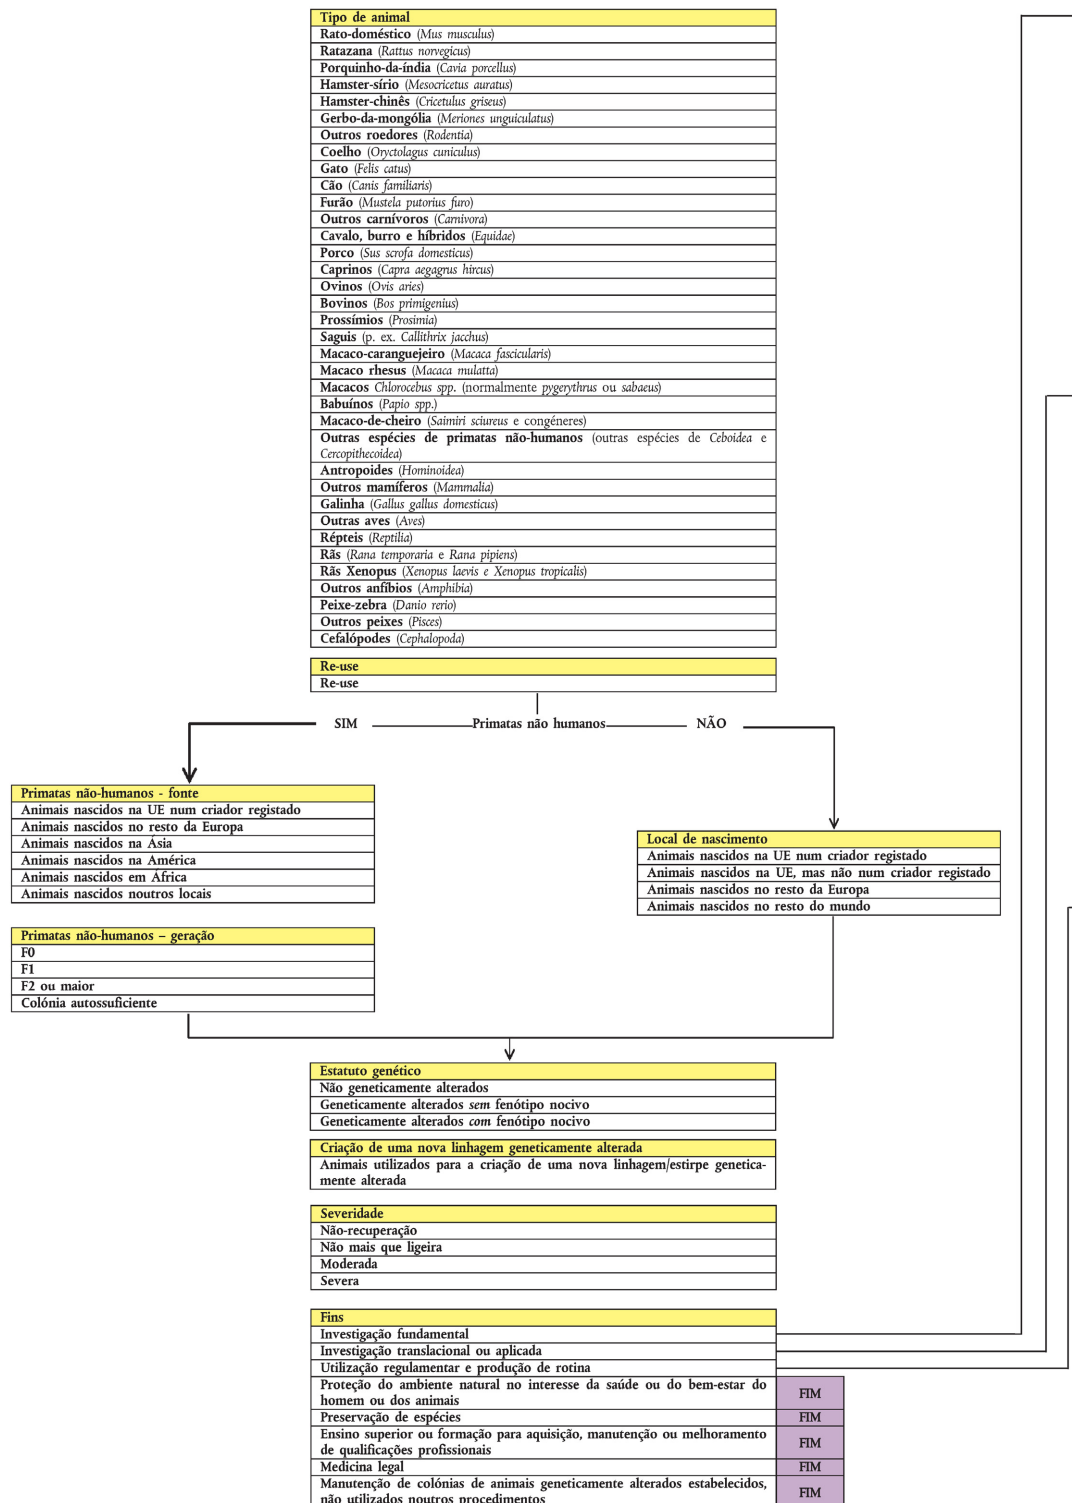 Tipo de animal
Rato-doméstico (Mus musculus)
Ratazana (Rattus norvegicus)
Porquinho-da-índia (Cavia porcellus)
Hamster-sírio (Mesocricetus auratus)
Hamster-chinês (Cricetulus griseus)
Gerbo-da-mongólia (Meriones unguiculatus)
Outros roedores (Rodentia)
Coelho (Oryctolagus cuniculus)
Gato (Felis catus)
Cão (Canis familiaris)
Furão (Mustela putorius furo)
Outros carnívoros (Carnivora)
Cavalo, burro e híbridos (Equidae)
Porco (Sus scrofa domesticus)
Caprinos (Capra aegagrus hircus)
Ovinos (Ovis aries)
Bovinos (Bos primigenius)
Prossímios (Prosimia)
Saguis (p. ex. Callithrix jacchus)
Macaco-caranguejeiro (Macaca fascicularis)
Macaco rhesus (Macaca mulatta)
Macacos Chlorocebus spp. (normalmente pygerythrus ou sabaeus)
Babuínos (Papio spp.)
Macaco-de-cheiro (Saimiri sciureus e congéneres)
Outras espécies de primatas não-humanos (outras espécies de Ceboidea e
Cercopithecoidea)
Antropoides (Hominoidea)
Outros mamíferos (Mammalia)
Galinha (Gallus gallus domesticus)
Outras aves (Aves)
Répteis (Reptilia)
Rãs (Rana temporaria e Rana pipiens)
Rãs Xenopus (Xenopus laevis e Xenopus tropicalis)
Outros anfíbios (Amphibia)
Peixe-zebra (Danio rerio)
Outros peixes (Pisces)
Cefalópodes (Cephalopoda)
Re-use
Re-use
SIM Primatas não humanos NÃO
Primatas não-humanos - fonte
Animais nascidos na UE num criador registado
Animais nascidos no resto da Europa
Animais nascidos na Ásia
Animais nascidos na América
Animais nascidos em África
Animais nascidos noutros locais
Local de nascimento
Animais nascidos na UE num criador registado
Animais nascidos na UE, mas não num criador registado
Animais nascidos no resto da Europa
Animais nascidos no resto do mundo
Primatas não-humanos – geração
F0
F1
F2 ou maior
Colónia autossuficiente
Estatuto genético
Não geneticamente alterados
Geneticamente alterados sem fenótipo nocivo
Geneticamente alterados com fenótipo nocivo
Criação de uma nova linhagem geneticamente alterada
Animais utilizados para a criação de uma nova linhagem/estirpe genetica-
mente alterada
Severidade
Não-recuperação
Não mais que ligeira
Moderada
Severa
Fins
Investigação fundamental
Investigação translacional ou aplicada
Utilização regulamentar e produção de rotina
Proteção do ambiente natural no interesse da saúde ou do bem-estar do
homem ou dos animais
FIM
Preservação de espécies FIM
Ensino superior ou formação para aquisição, manutenção ou melhoramento
de qualificações profissionais
FIM
Medicina legal FIM
Manutenção de colónias de animais geneticamente alterados estabelecidos,
não utilizados noutros procedimentos
FIM